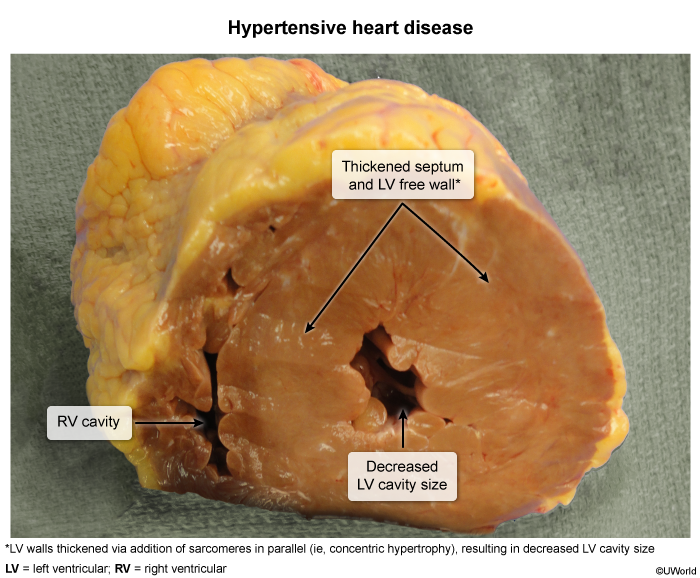 Hypertensive heart disease
Thickened septum
and LV free wall*
RV cavity
Decreased
LV cavity size
*LV walls thickened via addition of sarcomeres in parallel (ie, concentric hypertrophy), resulting in decreased LV cavity size
LV = left ventricular; RV = right ventricular
©UWorld